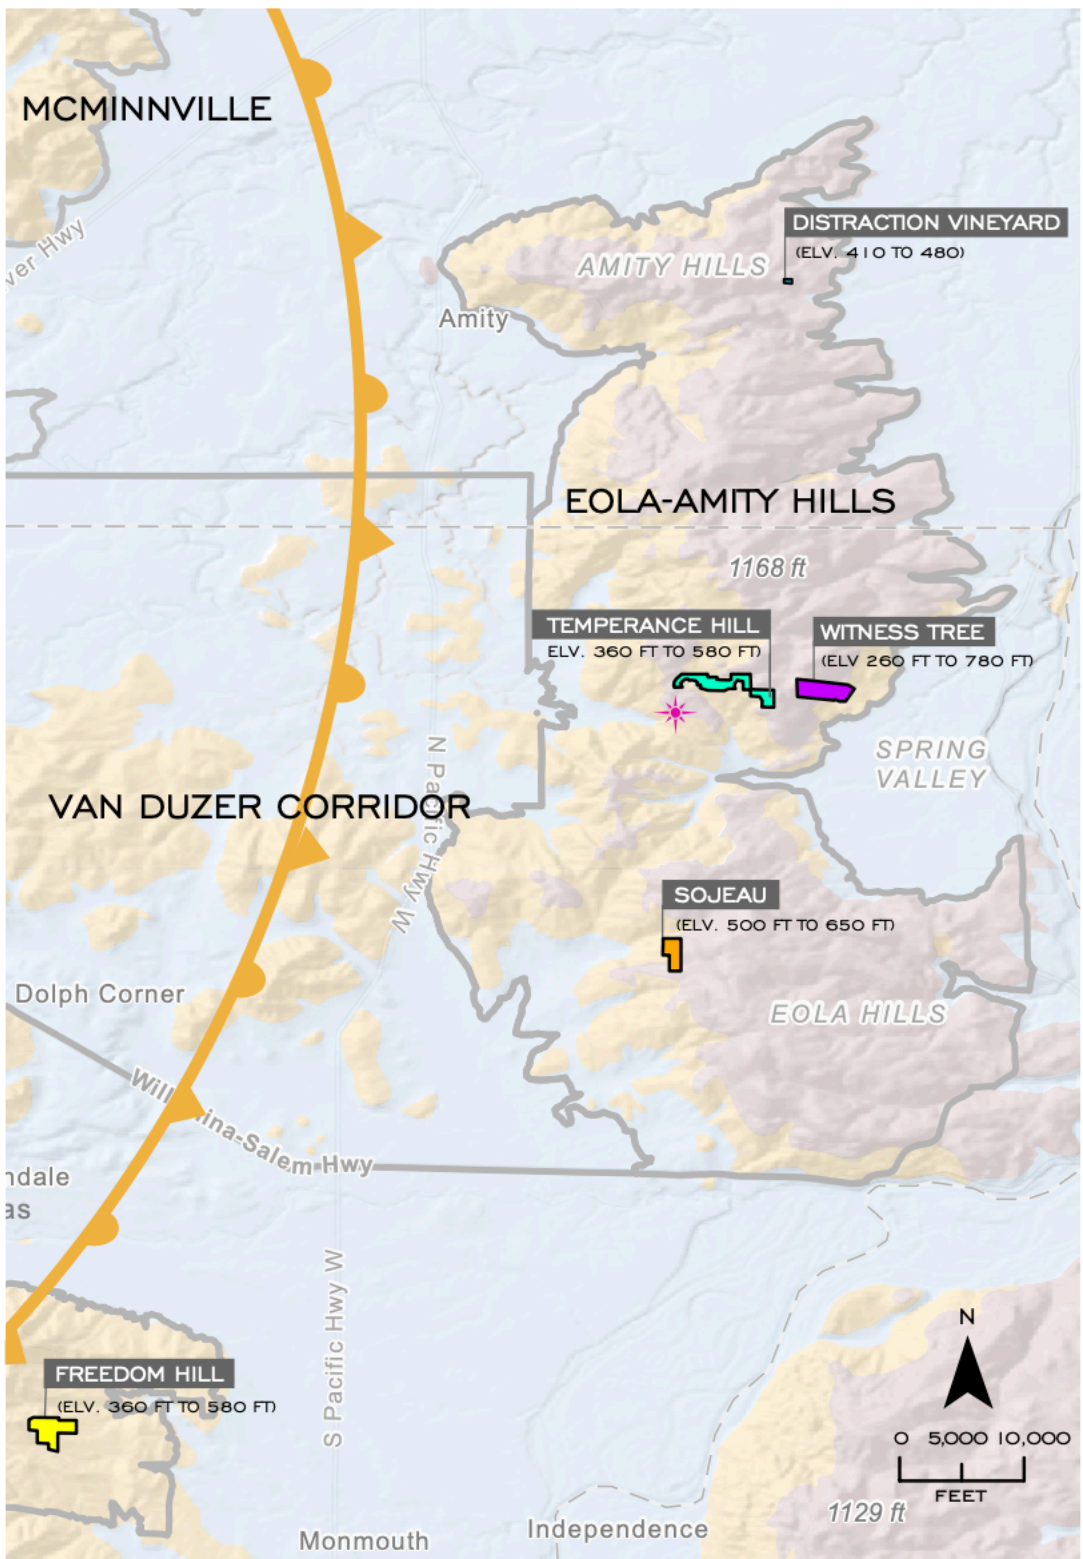 MCMINNVILLE
DISTRACTION VINEYARD
(ELV. 410 TO 480)
AMITY HILLS
Amity
EOLA-AMITY HILLS
1168 ft
TEMPERANCE HILL
ELV. 360 FT TO 580 FT)
WITNESS TREE
(ELV 260 FT TO 780 FT)
SPRING
VALLEY
N Pacific Hwy W
VAN DUZER CORRIDOR
SOJEAU
(ELV. 500 FT TO 650 FT)
Dolph Corner
EOLA HILLS
Will ina-Salem Hwy
ndale
as
S Pacific Hwy W
FREEDOM HILL
(ELV. 360 FT TO 580 FT)
N
0 5,000 10,000
FEET
1129 ft
Independence
Monmouth
ver Hwy